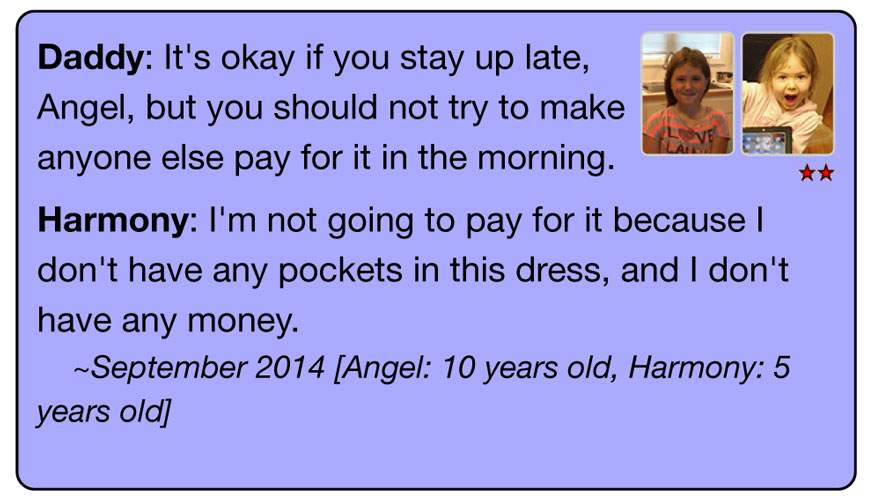 Daddy: It's okay if you stay up late,
Angel, but you should not try to make
anyone else pay for it in the morning.
Harmony: I'm not going to pay for it because I
don't have any pockets in this dress, and I don't
have any money.
~September 2014 [Angel: 10 years old, Harmony: 5
years old]